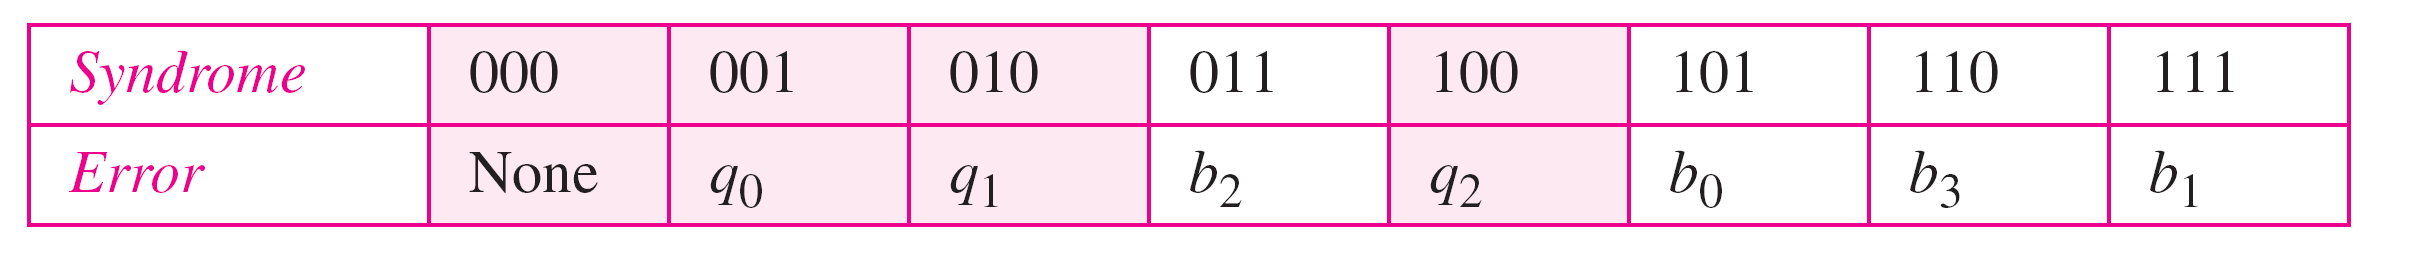 Syndrome 000 001 010 011 100 101 110 111
Error None q0 q1 b2 q2 b0 b3 b1